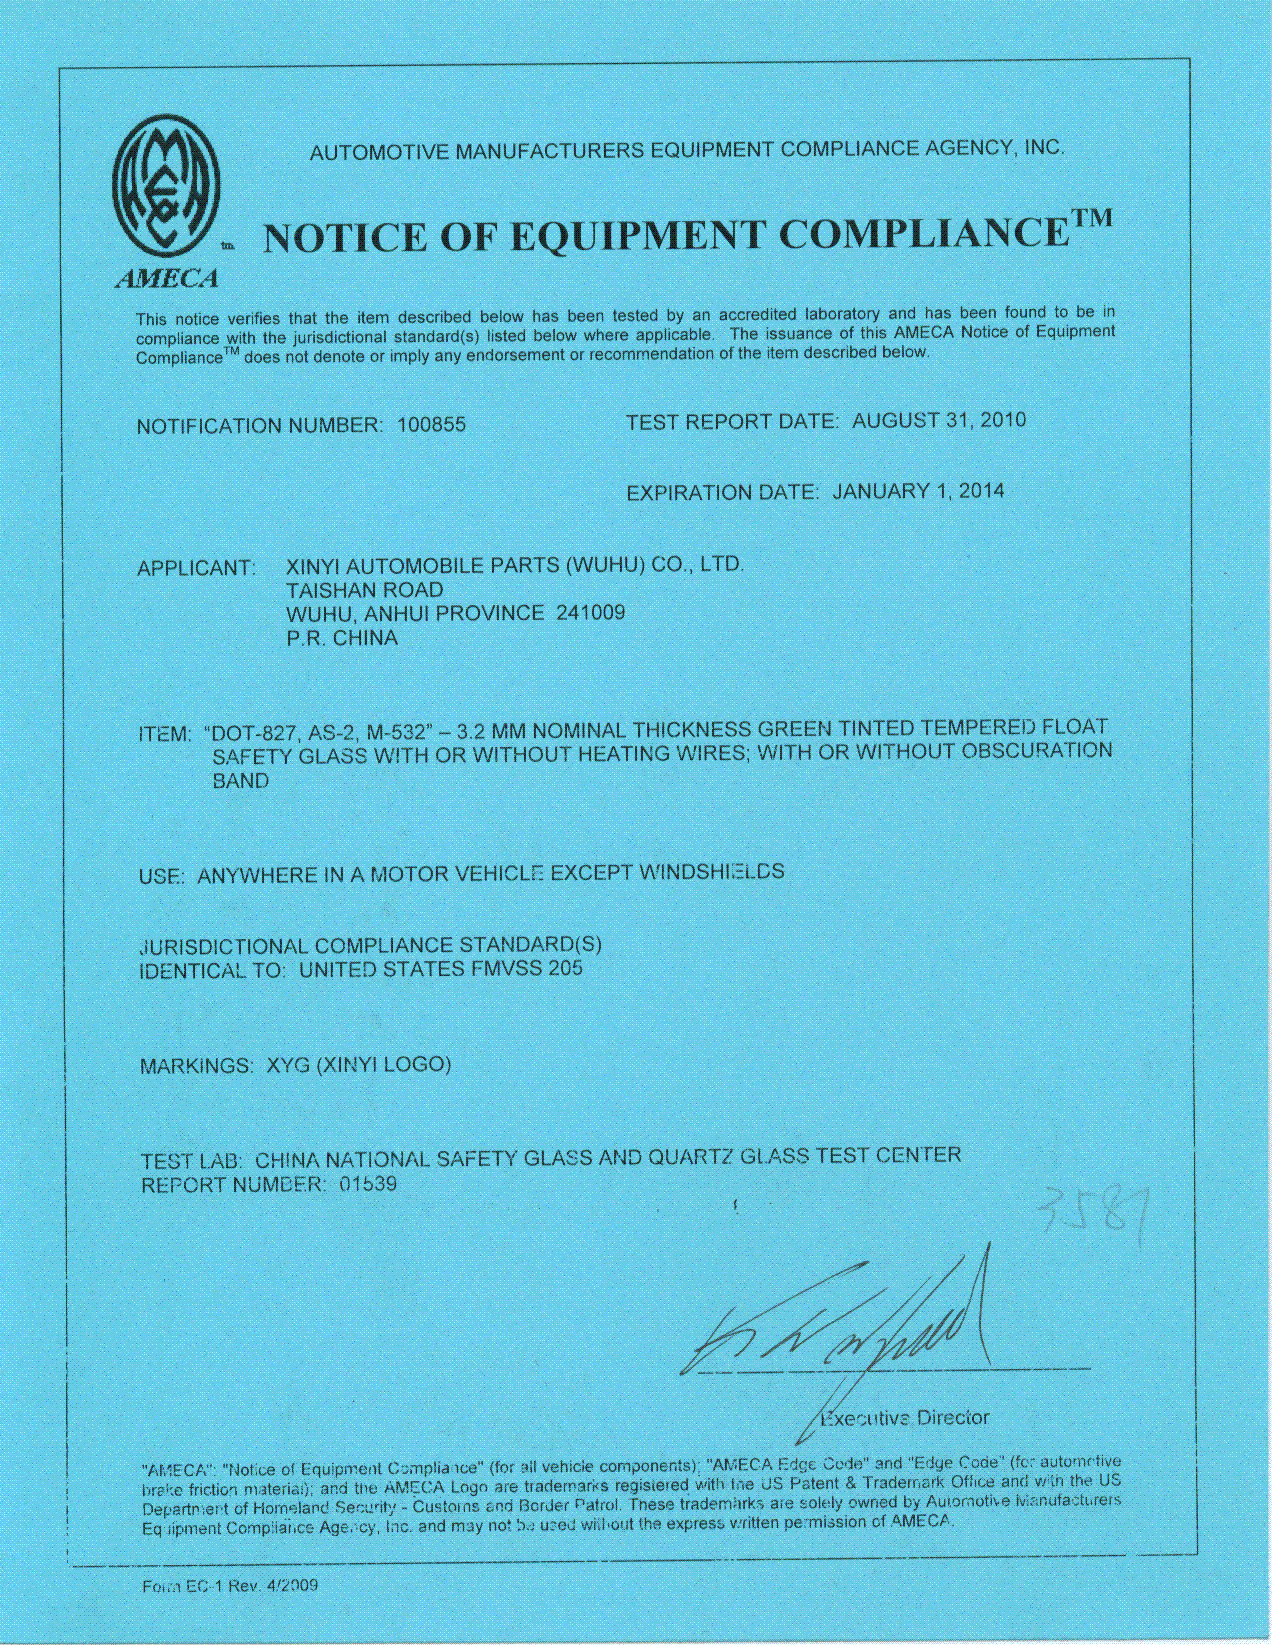 AUTOMOTIVE MANUFACTURERS EQUIPMENT COMPLIANCE AGENCY, INC.
NOTICE OF EQUIPMENT COMPLIANCE™
tm.
AMECA
This notice verifies that the item described below has been tested by an accredited laboratory and has been found to be in
compliance with the jurisdictional standard(s) listed below where applicable. The issuance of this AMECA Notice of Equipment
Compliance™ does not denote or imply any endorsement or recommendation of the item described below.
NOTIFICATION NUMBER: 100855
TEST REPORT DATE: AUGUST 31, 2010
EXPIRATION DATE: JANUARY 1, 2014
APPLICANT: XINYI AUTOMOBILE PARTS (WUHU) CO., LTD.
TAISHAN ROAD
WUHU, ANHUI PROVINCE 241009
P.R. CHINA
ITEM: "DOT-827, AS-2, M-532" – 3.2 MM NOMINAL THICKNESS GREEN TINTED TEMPERED FLOAT
SAFETY GLASS WITH OR WITHOUT HEATING WIRES; WITH OR WITHOUT OBSCURATION
BAND
USE: ANYWHERE IN A MOTOR VEHICLE EXCEPT WINDSHIELDS
JURISDICTIONAL COMPLIANCE STANDARD(S)
IDENTICAL TO: UNITED STATES FMVSS 205
MARKINGS: XYG (XINYI LOGO)
TEST LAB: CHINA NATIONAL SAFETY GLASS AND QUARTZ GLASS TEST CENTER
REPORT NUMBER: 01539
3587
Executive Director
"AMECA": "Notice of Equipment Compliance" (for all vehicle components); "AMECA Edge Code" and "Edge Code" (for automotive
brake friction material); and the AMECA Logo are trademarks registered with the US Patent & Trademark Office and with the US
Department of Homeland Security - Customs and Border Patrol. These trademarks are solely owned by Automotive Manufacturers
Equipment Compliance Agency, Inc. and may not be used without the express written permission of AMECA.
Form EC-1 Rev. 4/2009